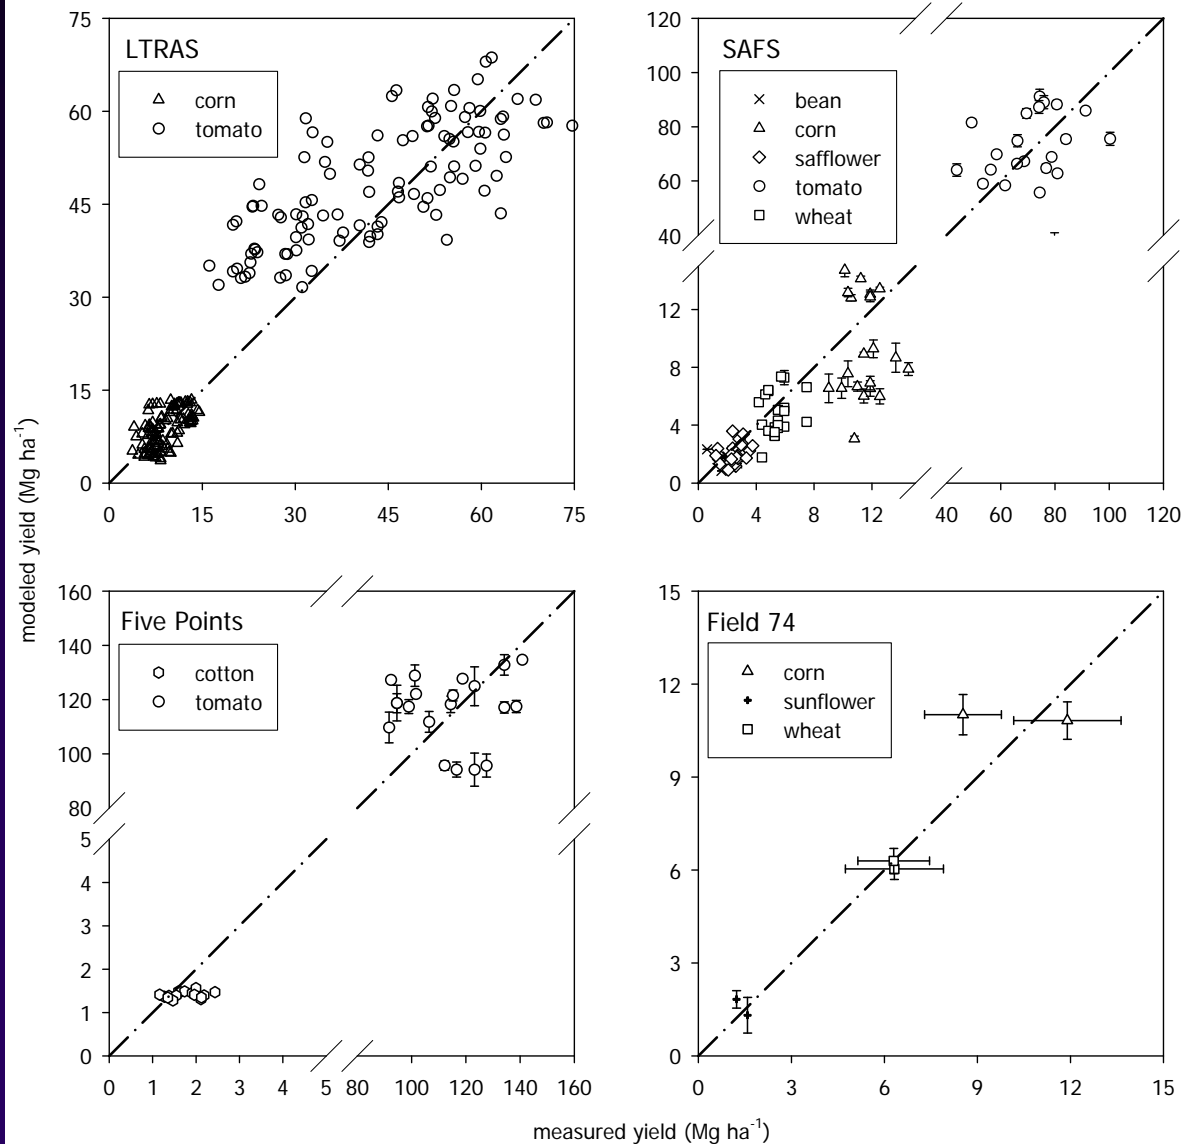 modeled yield (Mg ha⁻¹)
75
60
45
30
15
0
LTRAS
corn
tomato
0 15 30 45 60 75
120
100
80
60
40
12
8
4
0
SAFS
bean
corn
safflower
tomato
wheat
0 4 8 12 40 60 80 100 120
160
140
120
100
80
5
4
3
2
1
0
Five Points
cotton
tomato
0 1 2 3 4 5 80 100 120 140 160
15
12
9
6
3
0
Field 74
corn
sunflower
wheat
0 3 6 9 12 15
measured yield (Mg ha⁻¹)